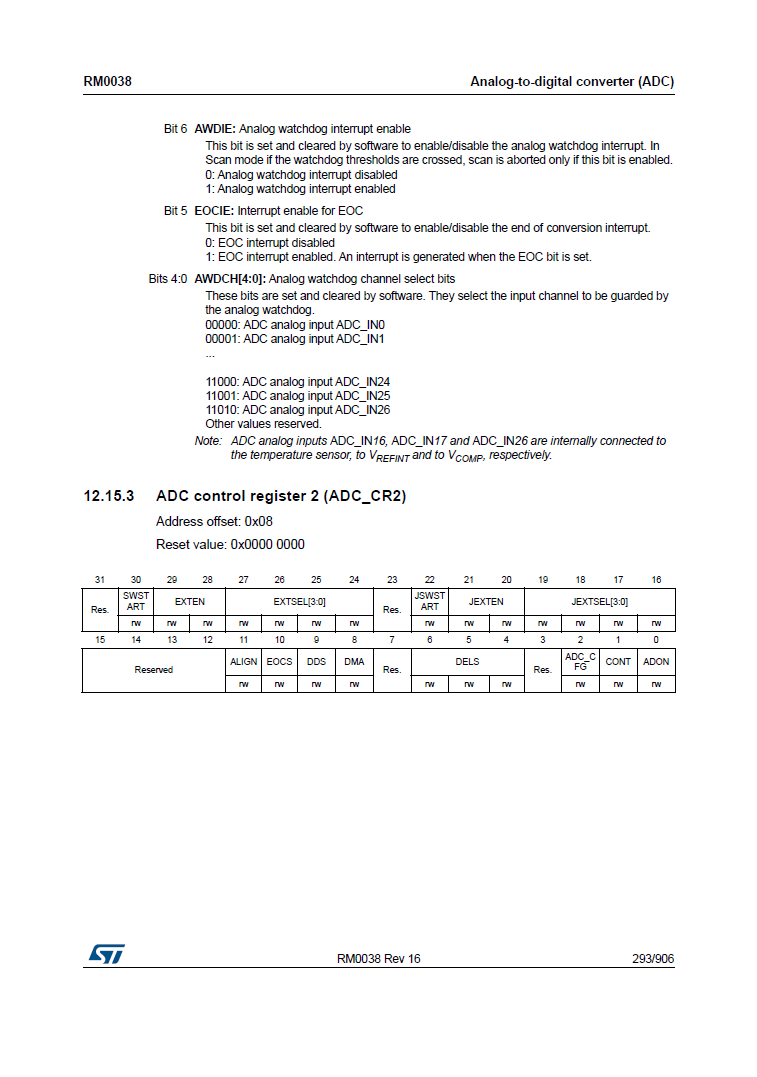 RM0038 Analog-to-digital converter (ADC)
Bit 6 AWDIE: Analog watchdog interrupt enable
This bit is set and cleared by software to enable/disable the analog watchdog interrupt. In
Scan mode if the watchdog thresholds are crossed, scan is aborted only if this bit is enabled.
0: Analog watchdog interrupt disabled
1: Analog watchdog interrupt enabled
Bit 5 EOCIE: Interrupt enable for EOC
This bit is set and cleared by software to enable/disable the end of conversion interrupt.
0: EOC interrupt disabled
1: EOC interrupt enabled. An interrupt is generated when the EOC bit is set.
Bits 4:0 AWDCH[4:0]: Analog watchdog channel select bits
These bits are set and cleared by software. They select the input channel to be guarded by
the analog watchdog.
00000: ADC analog input ADC_IN0
00001: ADC analog input ADC_IN1
...
11000: ADC analog input ADC_IN24
11001: ADC analog input ADC_IN25
11010: ADC analog input ADC_IN26
Other values reserved.
Note: ADC analog inputs ADC_IN16, ADC_IN17 and ADC_IN26 are internally connected to
the temperature sensor, to VREFINT and to VCOMP, respectively.
12.15.3 ADC control register 2 (ADC_CR2)
Address offset: 0x08
Reset value: 0x0000 0000
31 30 29 28 27 26 25 24 23 22 21 20 19 18 17 16
Res. SWST ART EXTEN EXTSEL[3:0] Res. JSWST ART JEXTEN JEXTSEL[3:0]
rw rw rw rw rw rw rw rw rw rw rw rw rw rw
15 14 13 12 11 10 9 8 7 6 5 4 3 2 1 0
Reserved ALIGN EOCS DDS DMA Res. DELS Res. ADC_C FG CONT ADON
rw rw rw rw rw rw rw rw rw rw
ST RM0038 Rev 16 293/906